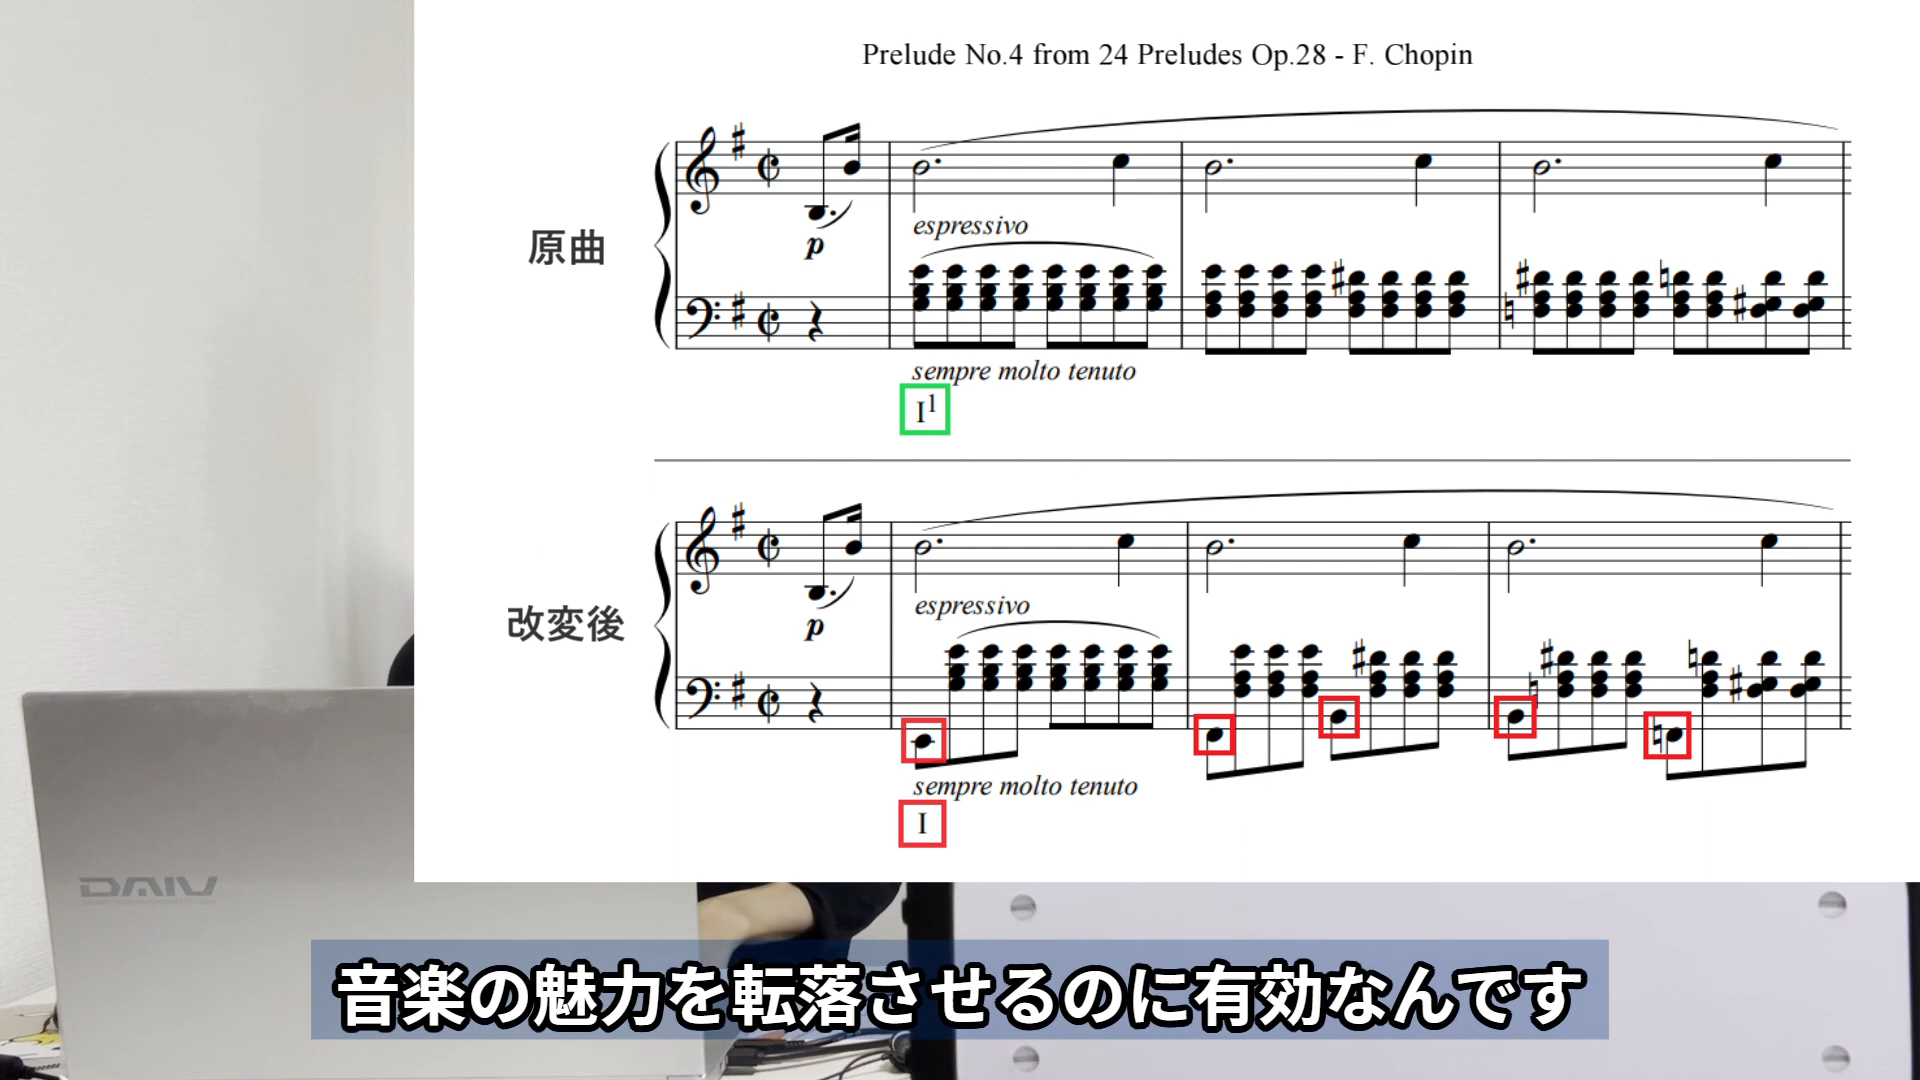 Prelude No.4 from 24 Preludes Op.28 - F. Chopin
原曲
p
espressivo
sempre molto tenuto
I¹
改変後
p
espressivo
sempre molto tenuto
I
DAIV
音楽の魅力を転落させるのに有効なんです